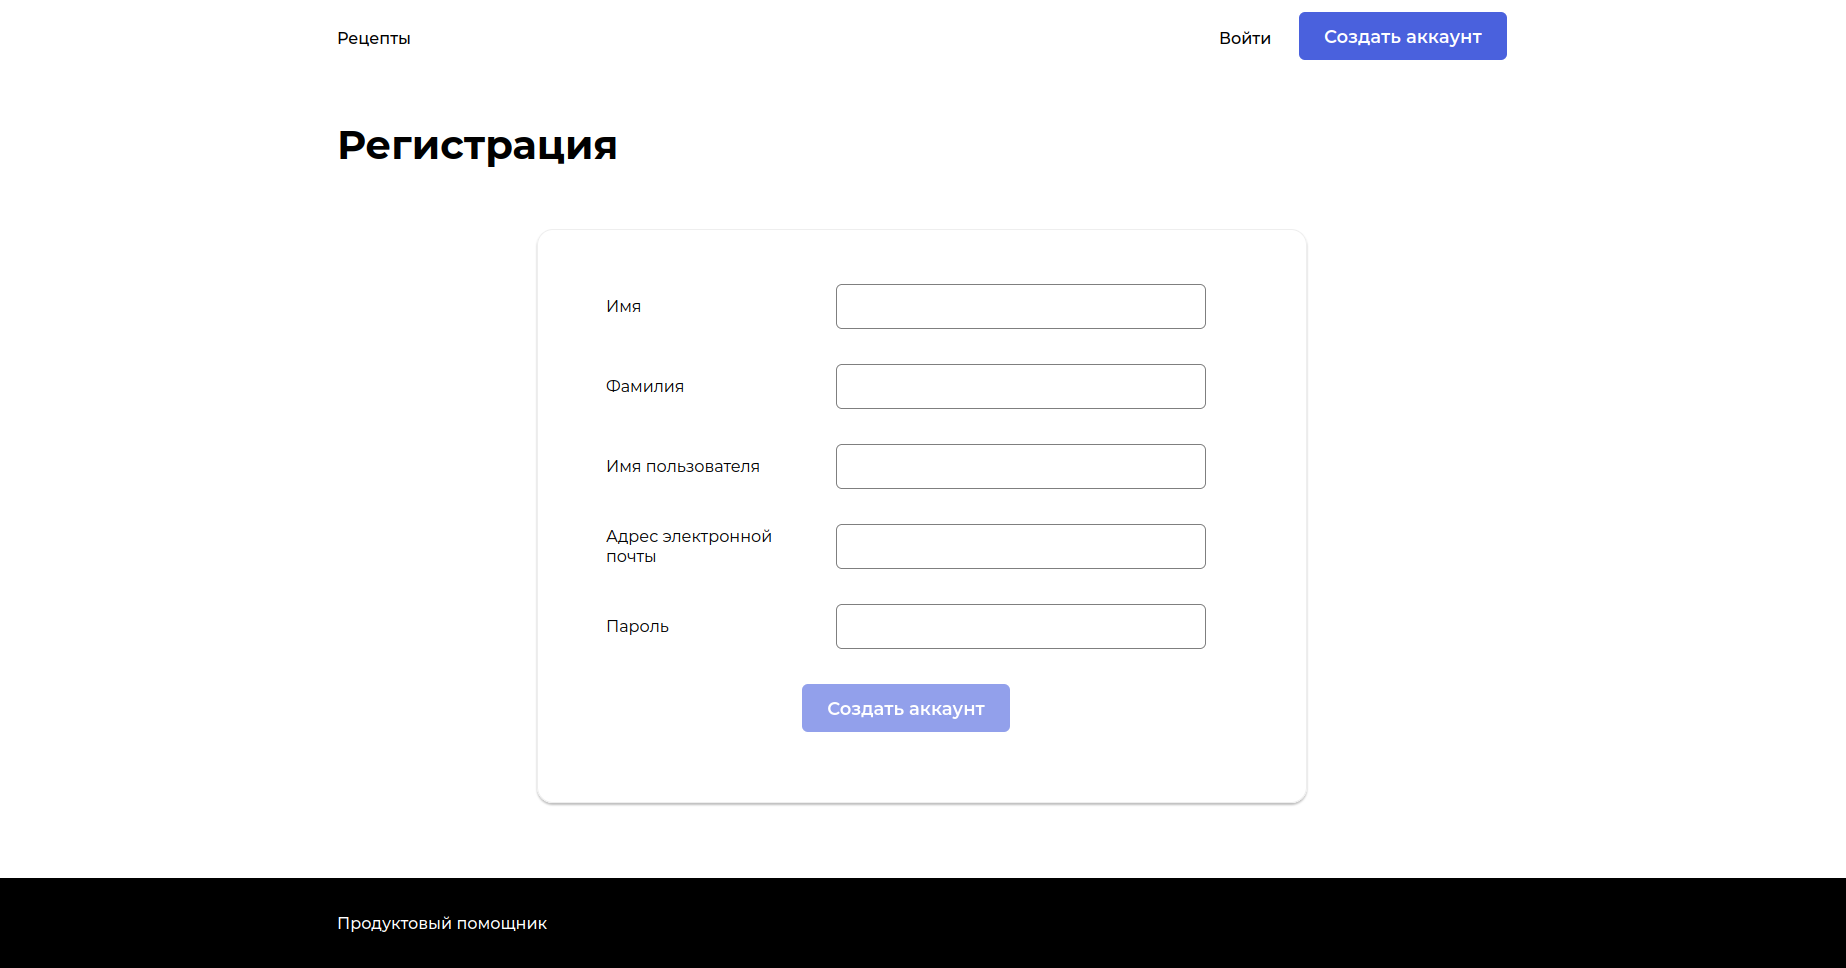 Рецепты
Войти
Создать аккаунт
Регистрация
Имя
Фамилия
Имя пользователя
Адрес электронной
почты
Пароль
Создать аккаунт
Продуктовый помощник